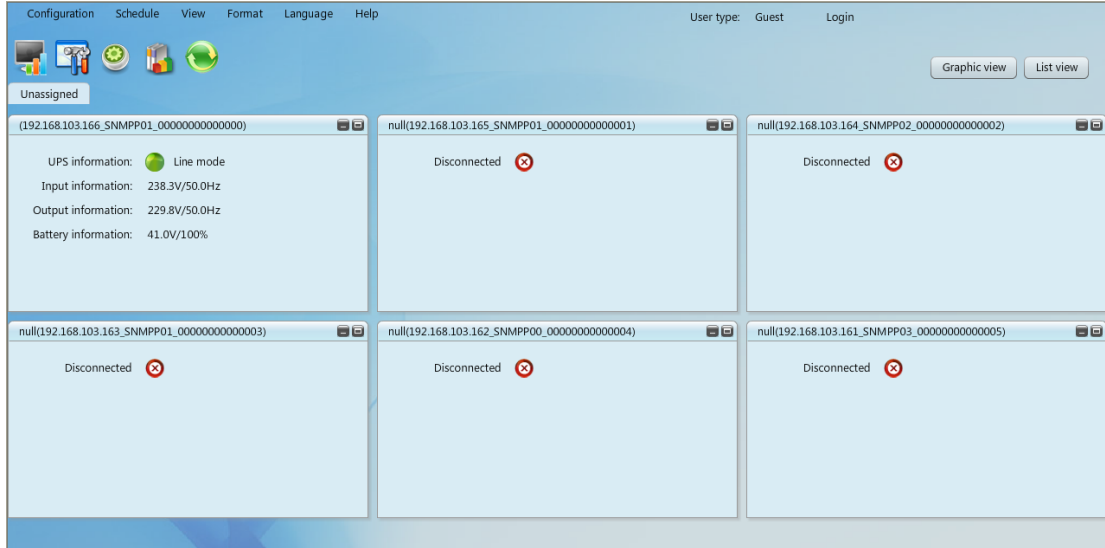 Configuration Schedule View Format Language Help
User type: Guest Login
Graphic view List view
Unassigned
(192.168.103.166_SNMPP01_00000000000000)
UPS information: Line mode
Input information: 238.3V/50.0Hz
Output information: 229.8V/50.0Hz
Battery information: 41.0V/100%
null(192.168.103.165_SNMPP01_00000000000001)
Disconnected
null(192.168.103.164_SNMPP02_00000000000002)
Disconnected
null(192.168.103.163_SNMPP01_00000000000003)
Disconnected
null(192.168.103.162_SNMPP00_00000000000004)
Disconnected
null(192.168.103.161_SNMPP03_00000000000005)
Disconnected